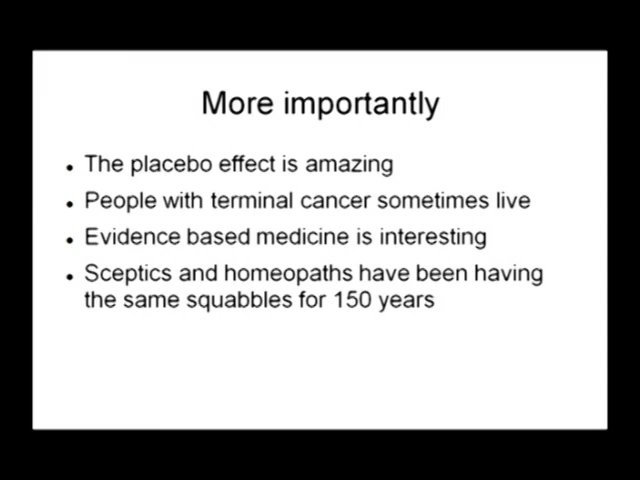 More importantly
• The placebo effect is amazing
• People with terminal cancer sometimes live
• Evidence based medicine is interesting
• Sceptics and homeopaths have been having
the same squabbles for 150 years